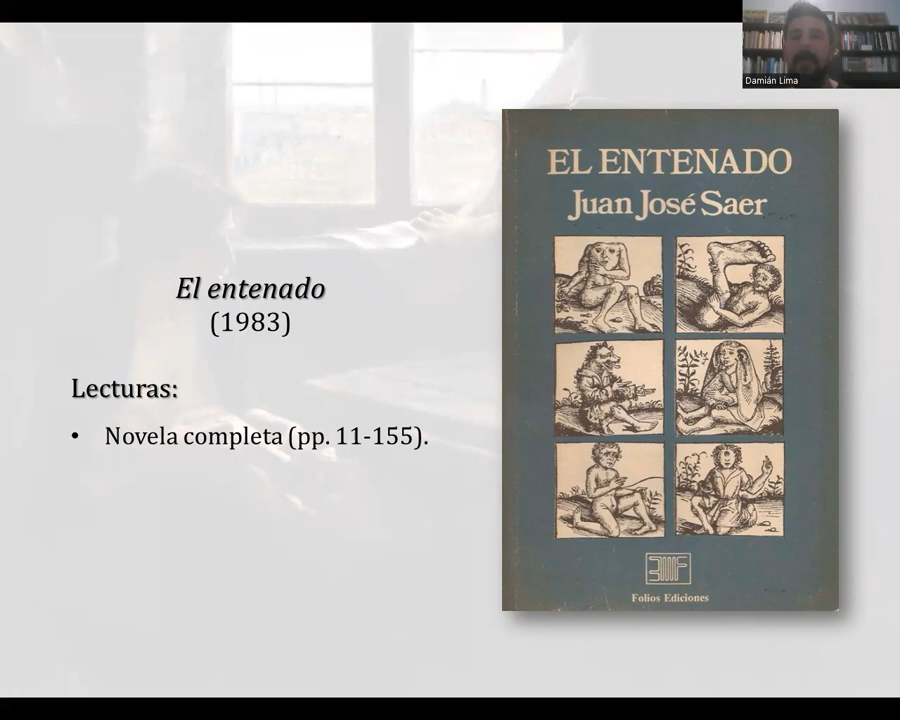 Damián Lima
El entenado
(1983)
Lecturas:
• Novela completa (pp. 11-155).
EL ENTENADO
Juan José Saer
Folios Ediciones